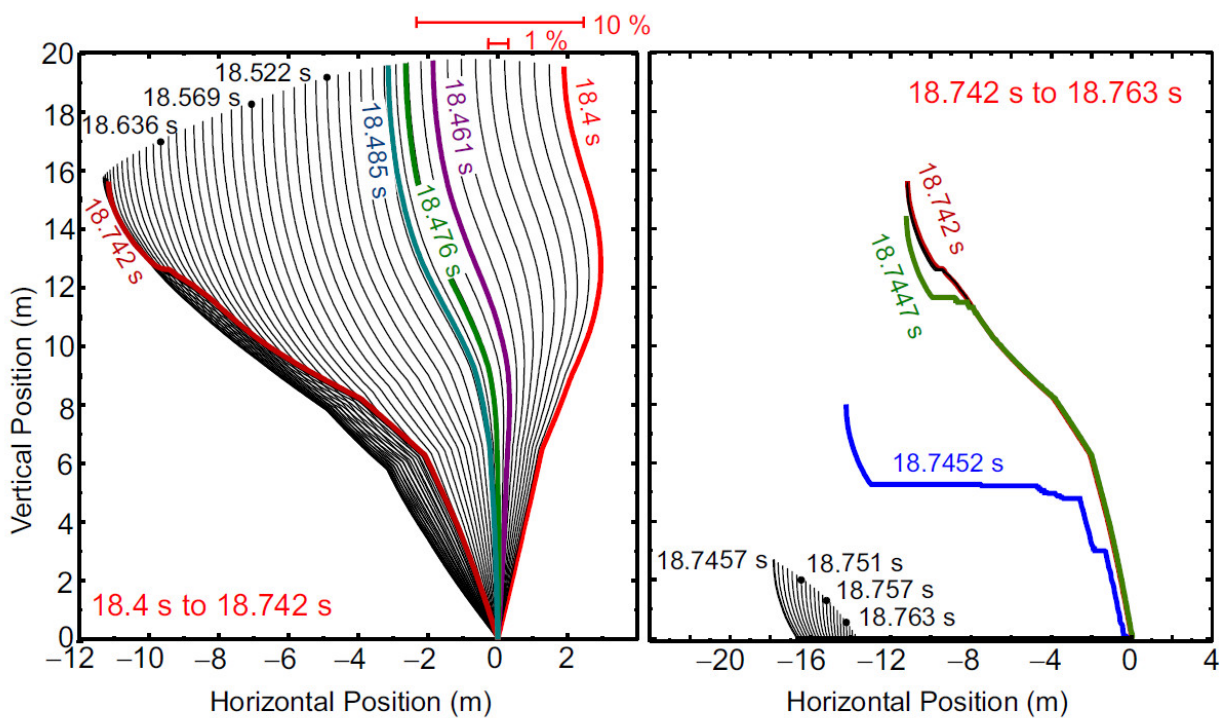 10 %
1 %
20
18
16
14
12
10
8
6
4
2
0
Vertical Position (m)
18.522 s
18.569 s
18.636 s
18.742 s
18.485 s
18.476 s
18.461 s
18.4 s
18.4 s to 18.742 s
−12 −10 −8 −6 −4 −2 0 2
Horizontal Position (m)
18.742 s to 18.763 s
18.742 s
18.7447 s
18.7452 s
18.7457 s
18.751 s
18.757 s
18.763 s
−20 −16 −12 −8 −4 0 4
Horizontal Position (m)